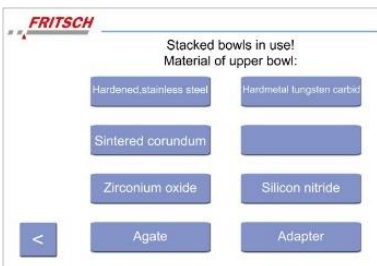 FRITSCH
Stacked bowls in use!
Material of upper bowl:
Hardened,stainless steel
Hardmetal tungsten carbid
Sintered corundum
Zirconium oxide
Silicon nitride
<
Agate
Adapter